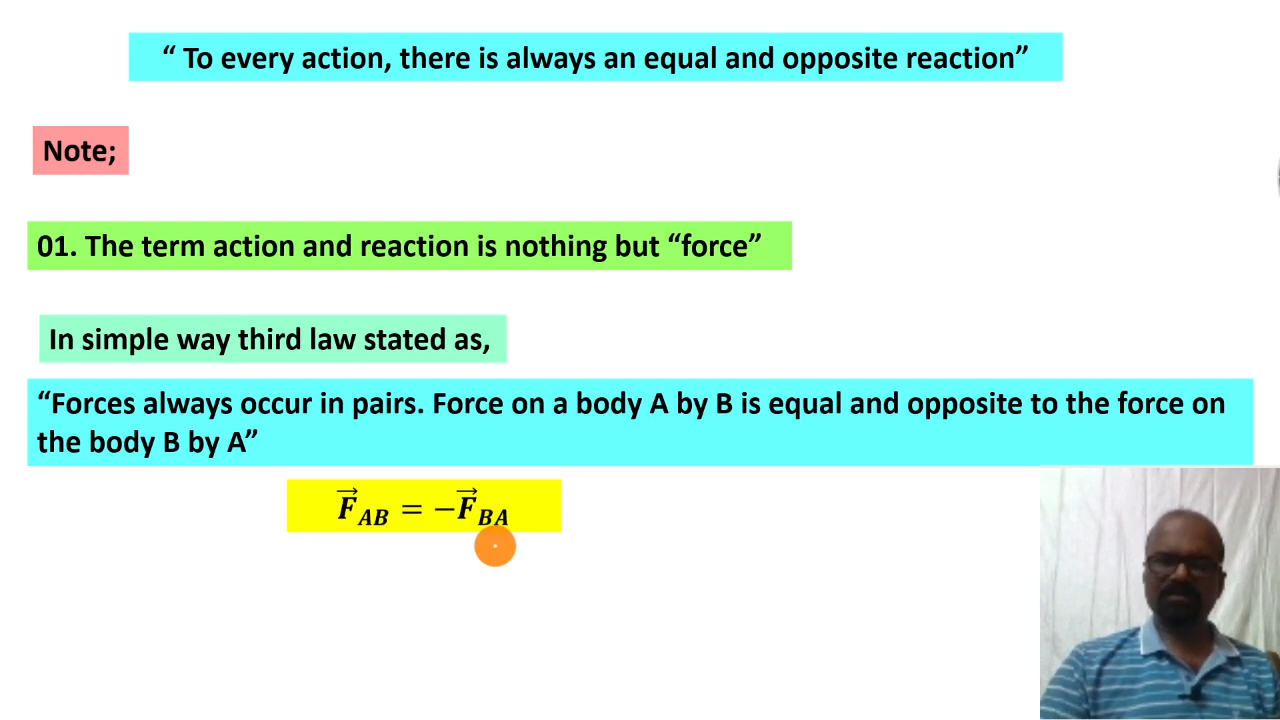 “ To every action, there is always an equal and opposite reaction”
Note;
01. The term action and reaction is nothing but “force”
In simple way third law stated as,
“Forces always occur in pairs. Force on a body A by B is equal and opposite to the force on
the body B by A”
$\vec{F}_{AB} = -\vec{F}_{BA}$